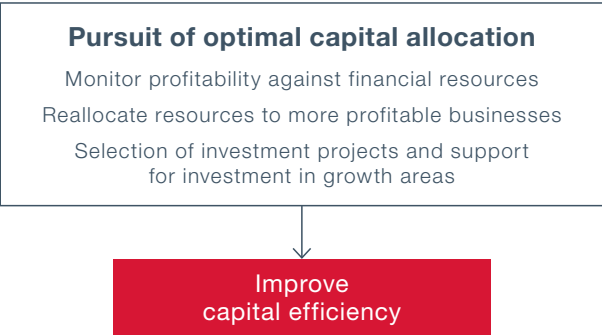 Pursuit of optimal capital allocation
Monitor profitability against financial resources
Reallocate resources to more profitable businesses
Selection of investment projects and support
for investment in growth areas
Improve
capital efficiency